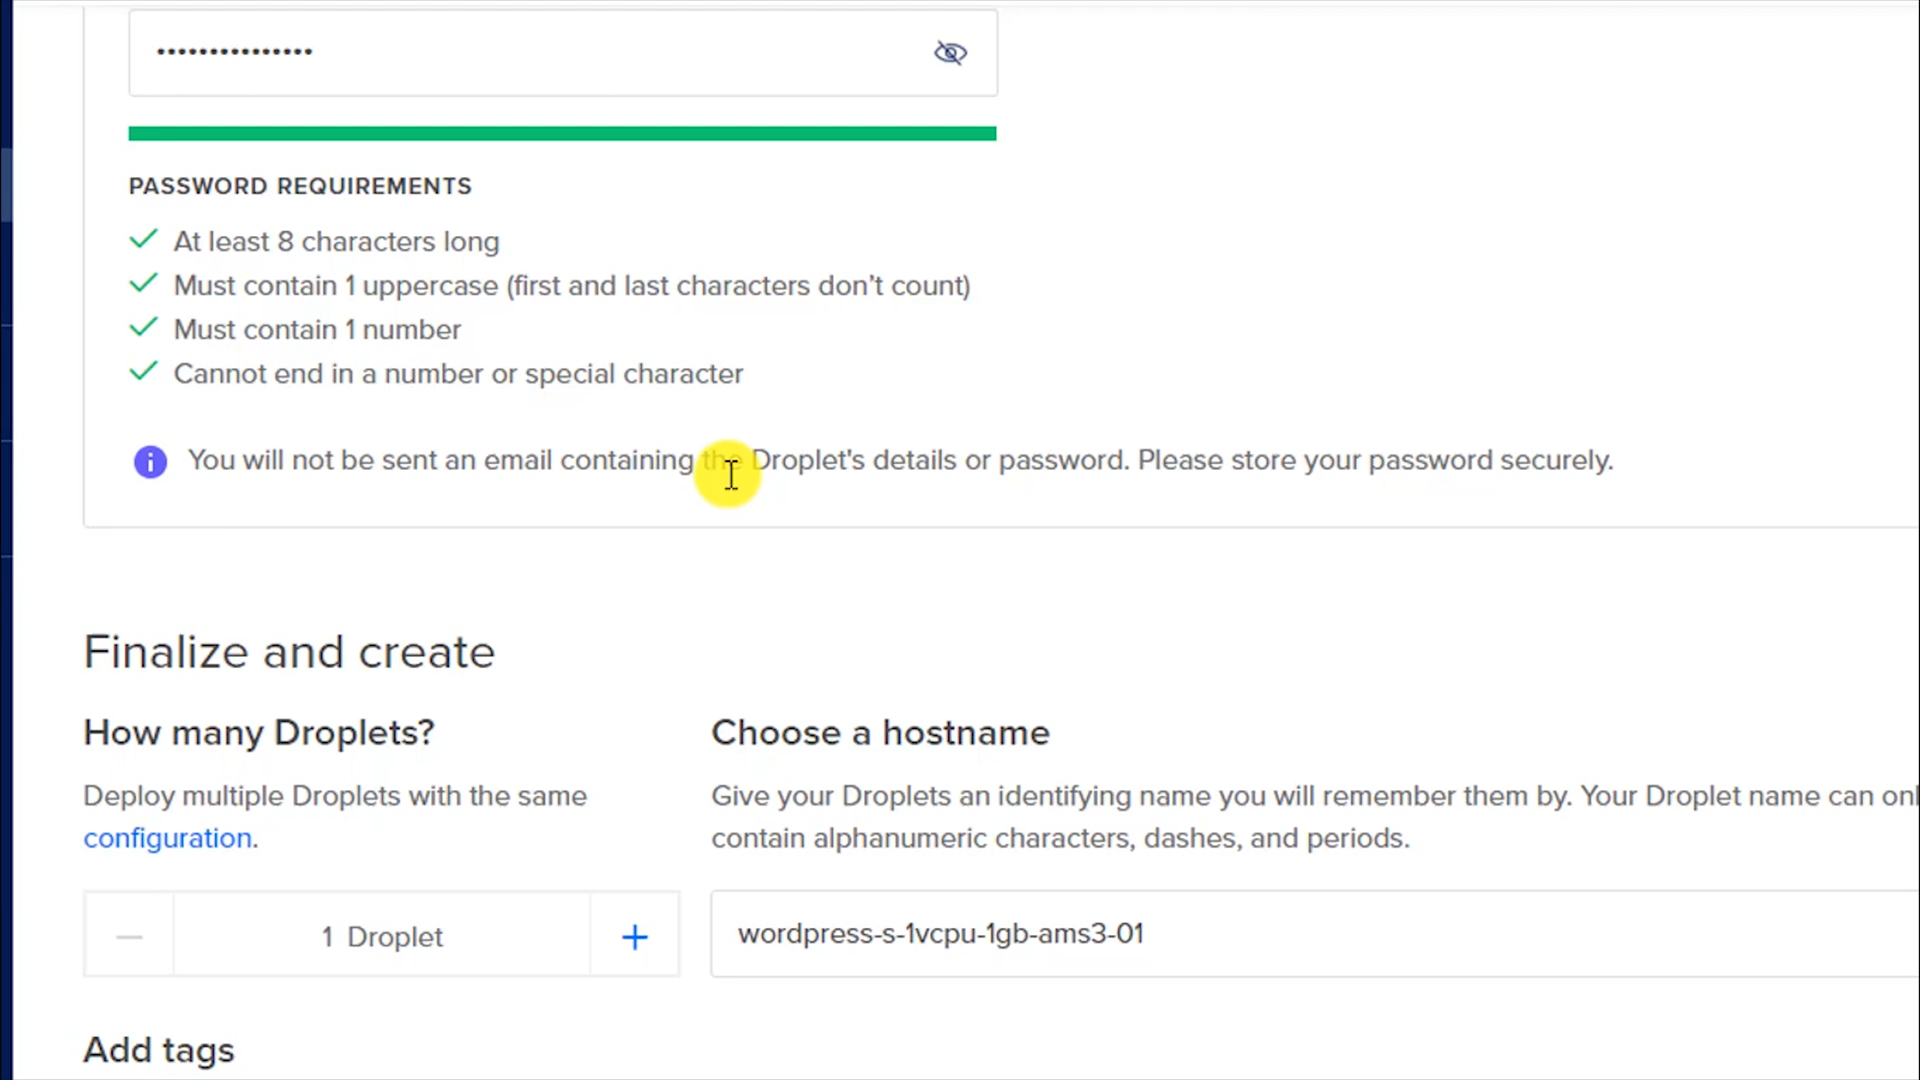 •••••••••••••••
PASSWORD REQUIREMENTS
At least 8 characters long
Must contain 1 uppercase (first and last characters don't count)
Must contain 1 number
Cannot end in a number or special character
You will not be sent an email containing the Droplet's details or password. Please store your password securely.
Finalize and create
How many Droplets?
Deploy multiple Droplets with the same
configuration.
1 Droplet
Choose a hostname
Give your Droplets an identifying name you will remember them by. Your Droplet name can
contain alphanumeric characters, dashes, and periods.
wordpress-s-1vcpu-1gb-ams3-01
Add tags